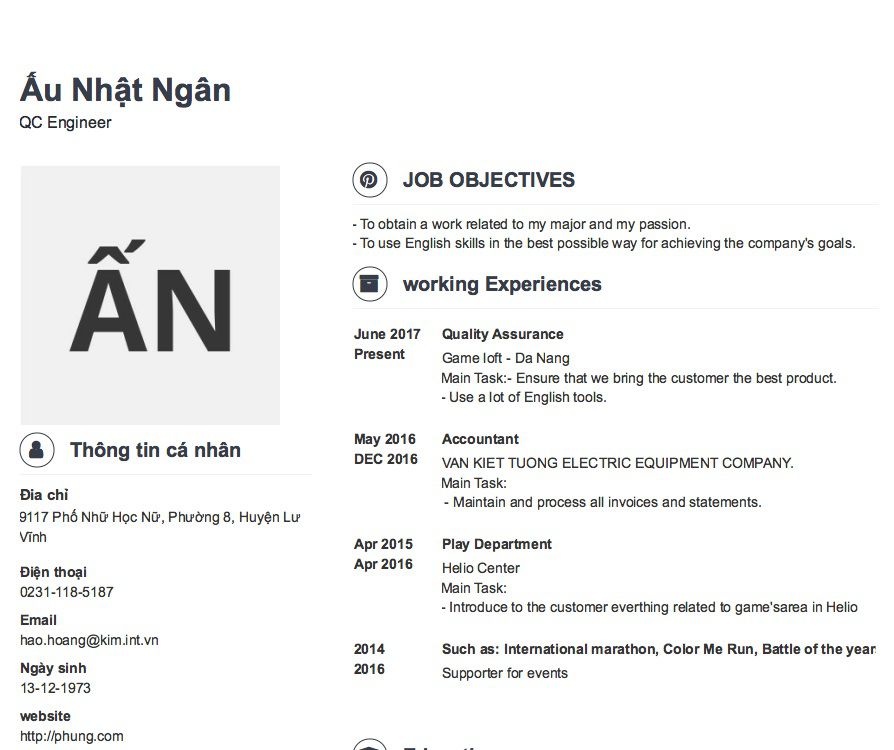 Ấu Nhật Ngân
QC Engineer
ẤN
Thông tin cá nhân
Đia chỉ
9117 Phố Nhữ Học Nữ, Phường 8, Huyện Lư
Vĩnh
Điện thoại
0231-118-5187
Email
hao.hoang@kim.int.vn
Ngày sinh
13-12-1973
website
http://phung.com
JOB OBJECTIVES
- To obtain a work related to my major and my passion.
- To use English skills in the best possible way for achieving the company's goals.
working Experiences
June 2017
Present
Quality Assurance
Game loft - Da Nang
Main Task:- Ensure that we bring the customer the best product.
- Use a lot of English tools.
May 2016
DEC 2016
Accountant
VAN KIET TUONG ELECTRIC EQUIPMENT COMPANY.
Main Task:
- Maintain and process all invoices and statements.
Apr 2015
Apr 2016
Play Department
Helio Center
Main Task:
- Introduce to the customer everthing related to game'sarea in Helio
2014
2016
Such as: International marathon, Color Me Run, Battle of the year
Supporter for events